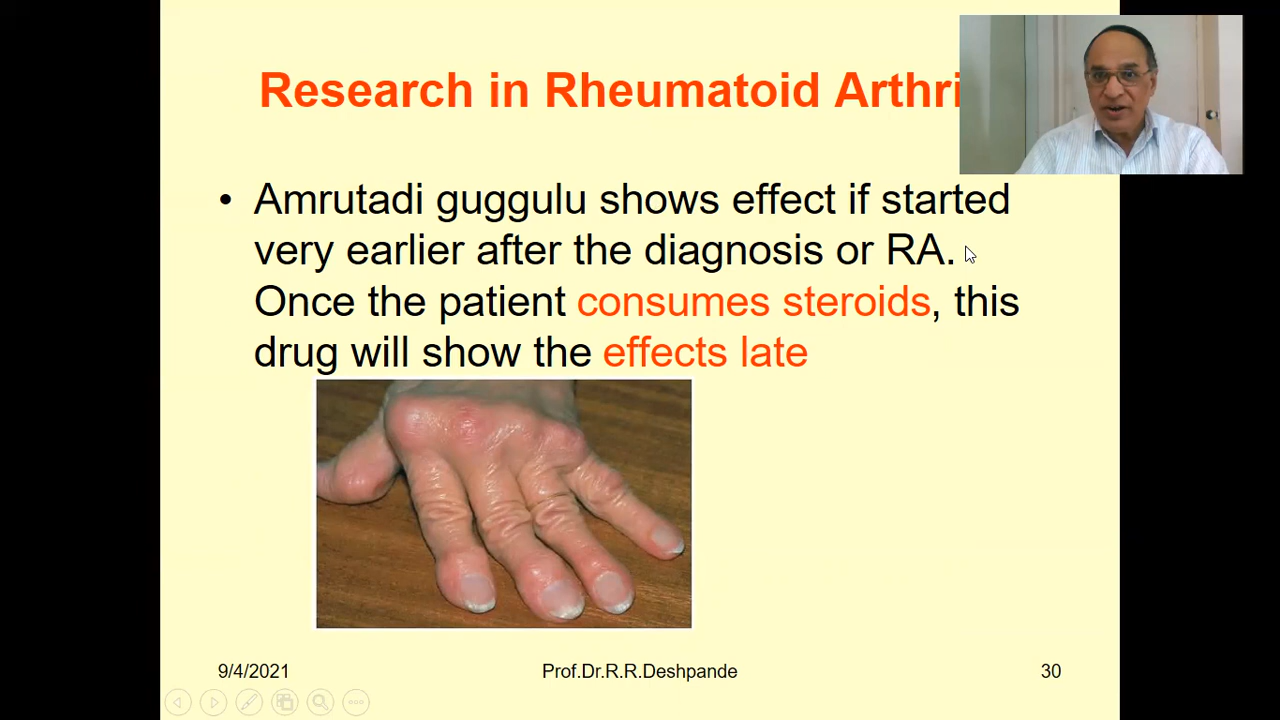 Research in Rheumatoid Arthri
• Amrutadi guggulu shows effect if started
very earlier after the diagnosis or RA.
Once the patient consumes steroids, this
drug will show the effects late
9/4/2021 Prof.Dr.R.R.Deshpande 30